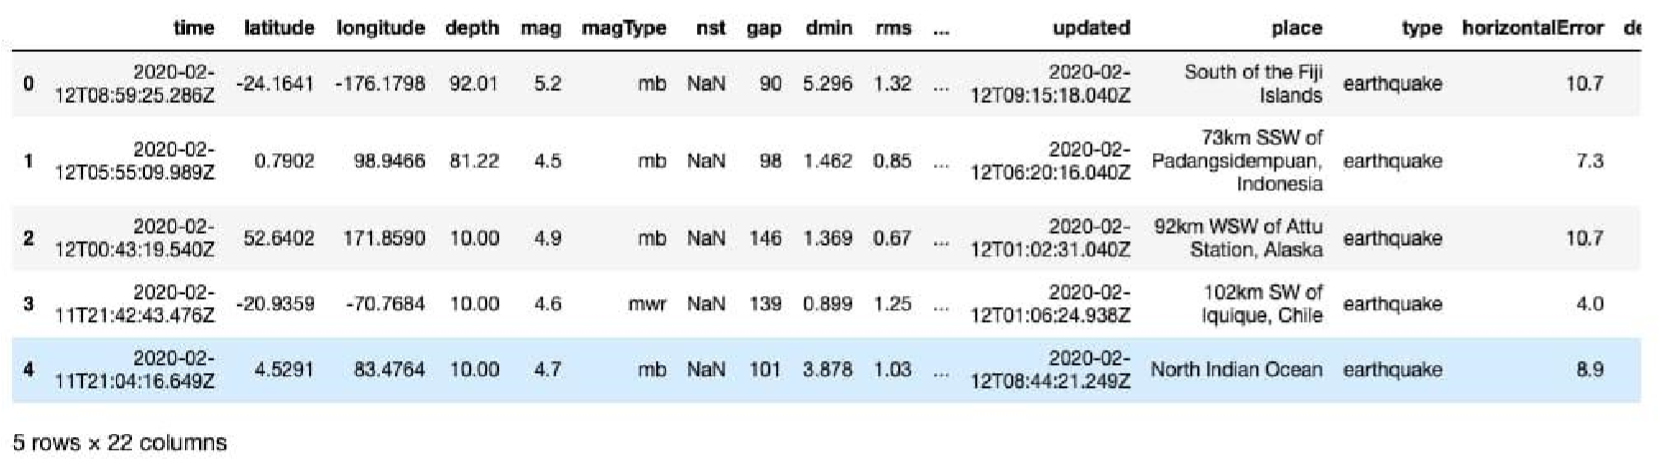 time latitude longitude depth mag magType nst gap dmin rms ... updated place type horizontalError de
0 2020-02-12T08:59:25.286Z -24.1641 -176.1798 92.01 5.2 mb NaN 90 5.296 1.32 ... 2020-02-12T09:15:18.040Z South of the Fiji Islands earthquake 10.7
1 2020-02-12T05:55:09.989Z 0.7902 98.9466 81.22 4.5 mb NaN 98 1.462 0.85 ... 2020-02-12T06:20:16.040Z 73km SSW of Padangsidempuan, Indonesia earthquake 7.3
2 2020-02-12T00:43:19.540Z 52.6402 171.8590 10.00 4.9 mb NaN 146 1.369 0.67 ... 2020-02-12T01:02:31.040Z 92km WSW of Attu Station, Alaska earthquake 10.7
3 2020-02-11T21:42:43.476Z -20.9359 -70.7684 10.00 4.6 mwr NaN 139 0.899 1.25 ... 2020-02-12T01:06:24.938Z 102km SW of Iquique, Chile earthquake 4.0
4 2020-02-11T21:04:16.649Z 4.5291 83.4764 10.00 4.7 mb NaN 101 3.878 1.03 ... 2020-02-12T08:44:21.249Z North Indian Ocean earthquake 8.9
5 rows × 22 columns